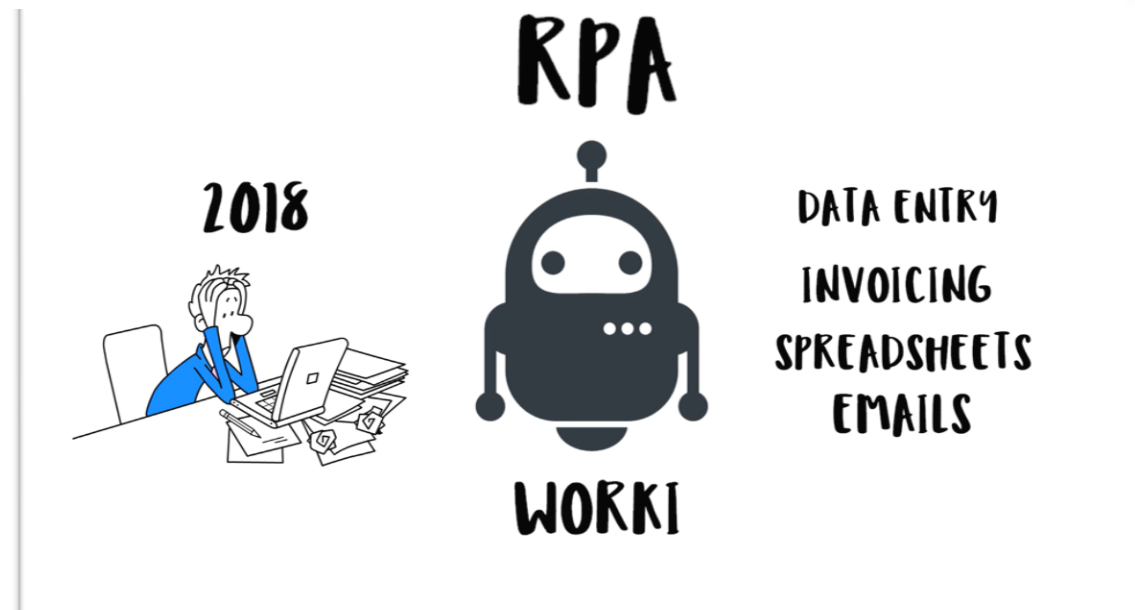 RPA
2018
DATA ENTRY
INVOICING
SPREADSHEETS
EMAILS
WORKI